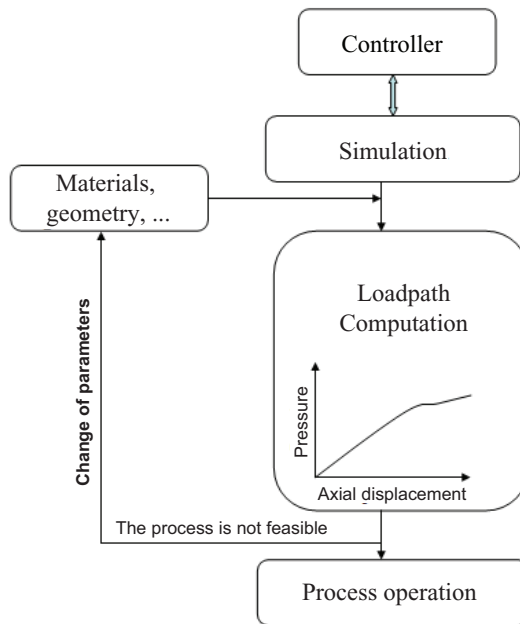 Controller
Simulation
Materials,
geometry, ...
Loadpath
Computation
Pressure
Axial displacement
Change of parameters
The process is not feasible
Process operation